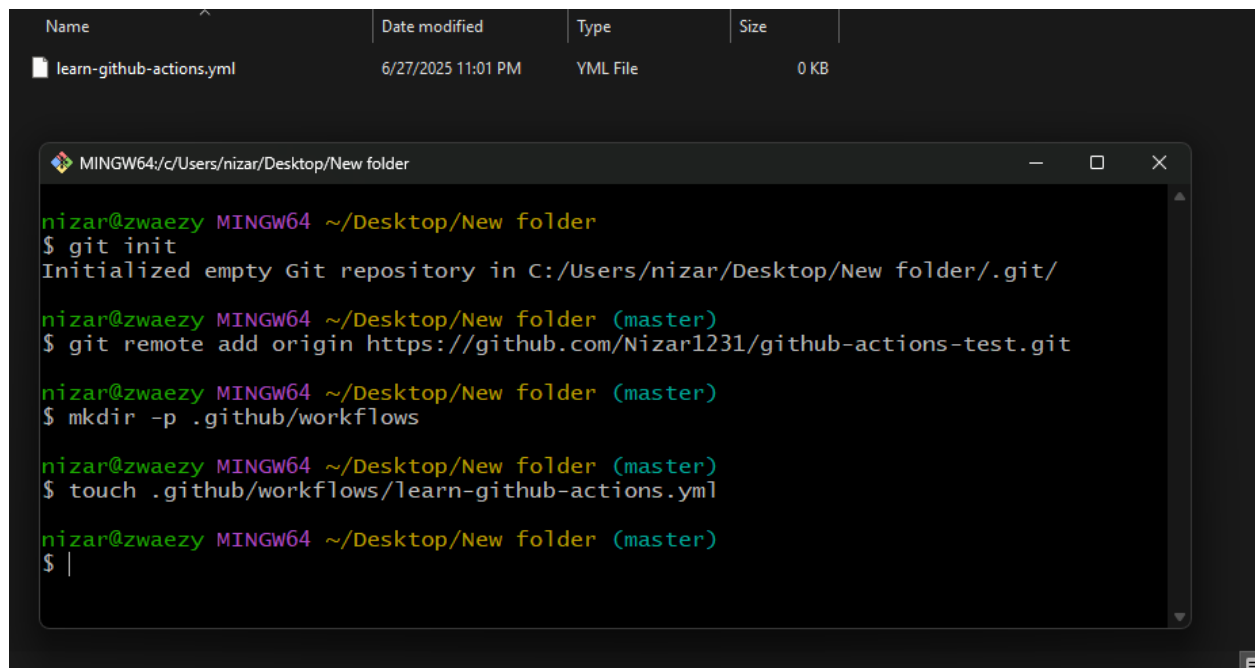 Name Date modified Type Size
learn-github-actions.yml 6/27/2025 11:01 PM YML File 0 KB
MINGW64:/c/Users/nizar/Desktop/New folder
nizar@zwaezy MINGW64 ~/Desktop/New folder
$ git init
Initialized empty Git repository in C:/Users/nizar/Desktop/New folder/.git/
nizar@zwaezy MINGW64 ~/Desktop/New folder (master)
$ git remote add origin https://github.com/Nizar1231/github-actions-test.git
nizar@zwaezy MINGW64 ~/Desktop/New folder (master)
$ mkdir -p .github/workflows
nizar@zwaezy MINGW64 ~/Desktop/New folder (master)
$ touch .github/workflows/learn-github-actions.yml
nizar@zwaezy MINGW64 ~/Desktop/New folder (master)
$